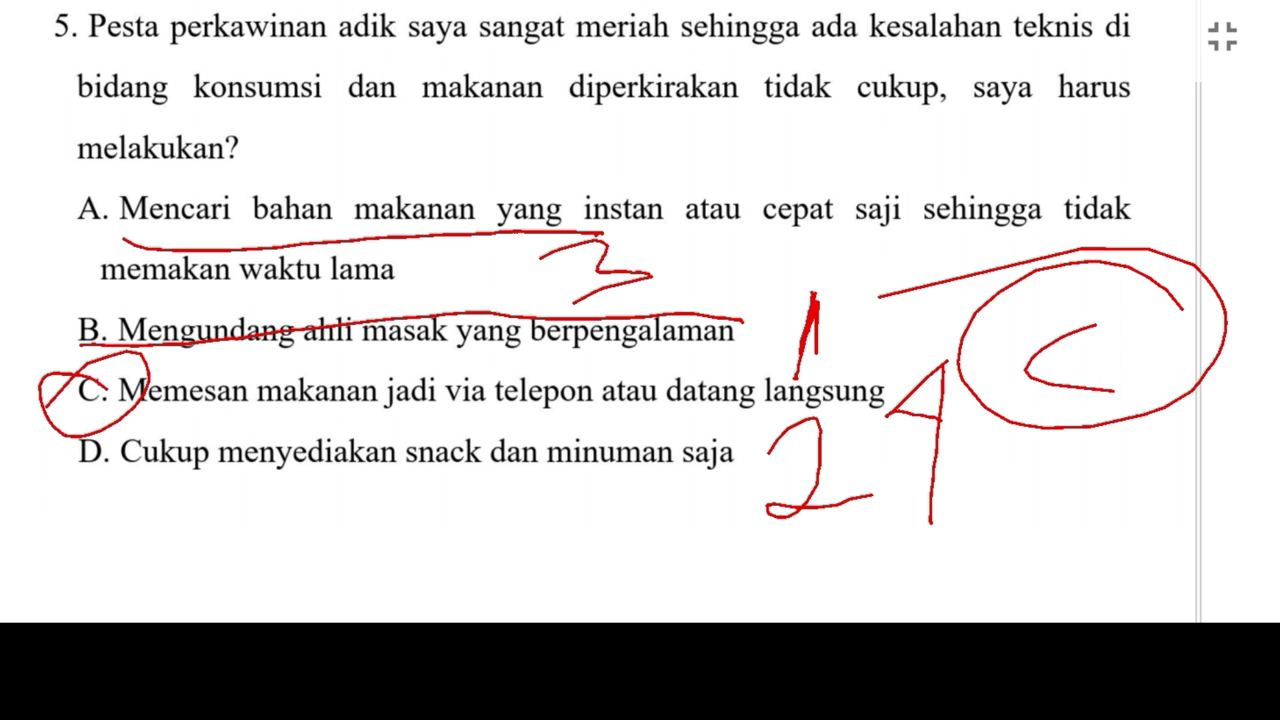 5. Pesta perkawinan adik saya sangat meriah sehingga ada kesalahan teknis di
bidang konsumsi dan makanan diperkirakan tidak cukup, saya harus
melakukan?
A. Mencari bahan makanan yang instan atau cepat saji sehingga tidak
memakan waktu lama
3
B. Mengundang ahli masak yang berpengalaman
1
C. Memesan makanan jadi via telepon atau datang langsung
4
C
D. Cukup menyediakan snack dan minuman saja
2